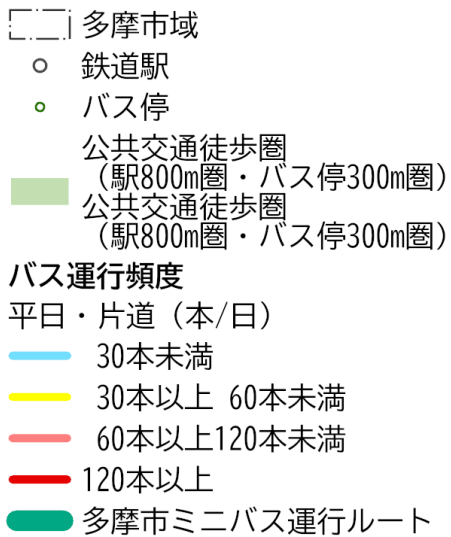 多摩市域
鉄道駅
バス停
公共交通徒歩圏
（駅800m圏・バス停300m圏）
公共交通徒歩圏
（駅800m圏・バス停300m圏）
バス運行頻度
平日・片道（本/日）
30本未満
30本以上 60本未満
60本以上120本未満
120本以上
多摩市ミニバス運行ルート